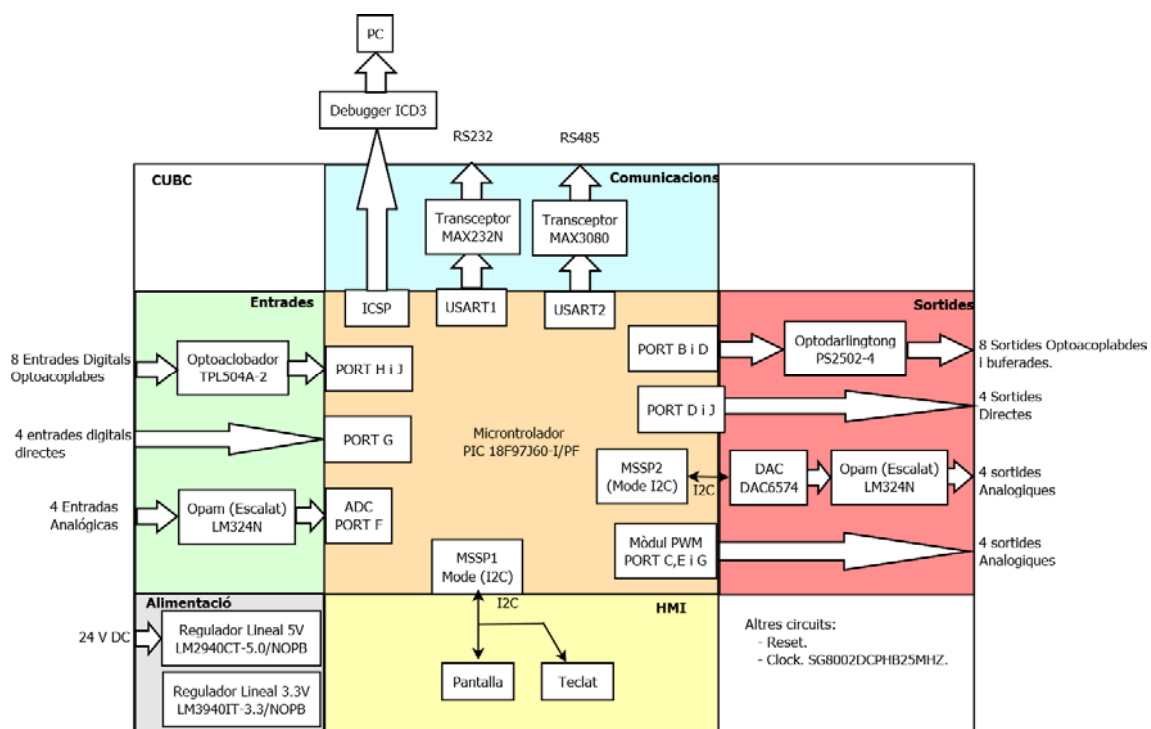 PC
Debugger ICD3
RS232
RS485
CUBC
Comunicacions
Transceptor
MAX232N
Transceptor
MAX3080
Entrades
ICSP
USART1
USART2
Sortides
8 Entrades Digitals
Optoacoplabes
Optoaclobador
TPL504A-2
PORT H i J
PORT B i D
Optodarlingtong
PS2502-4
8 Sortides Optoacoplabdes
i buferades.
PORT D i J
4 Sortides
Directes
4 entrades digitals
directes
PORT G
Microntrolador
PIC 18F97J60-I/PF
MSSP2
(Mode I2C)
I2C
DAC
DAC6574
Opam (Escalat)
LM324N
4 sortides
Analogiques
4 Entradas
Analógicas
Opam (Escalat)
LM324N
ADC
PORT F
Mòdul PWM
PORT C,E i G
4 sortides
Analogiques
MSSP1
Mode (I2C)
I2C
Alimentació
HMI
24 V DC
Regulador Lineal 5V
LM2940CT-5.0/NOPB
Regulador Lineal 3.3V
LM3940IT-3.3/NOPB
Pantalla
Teclat
Altres circuits:
- Reset.
- Clock. SG8002DCPHB25MHZ.